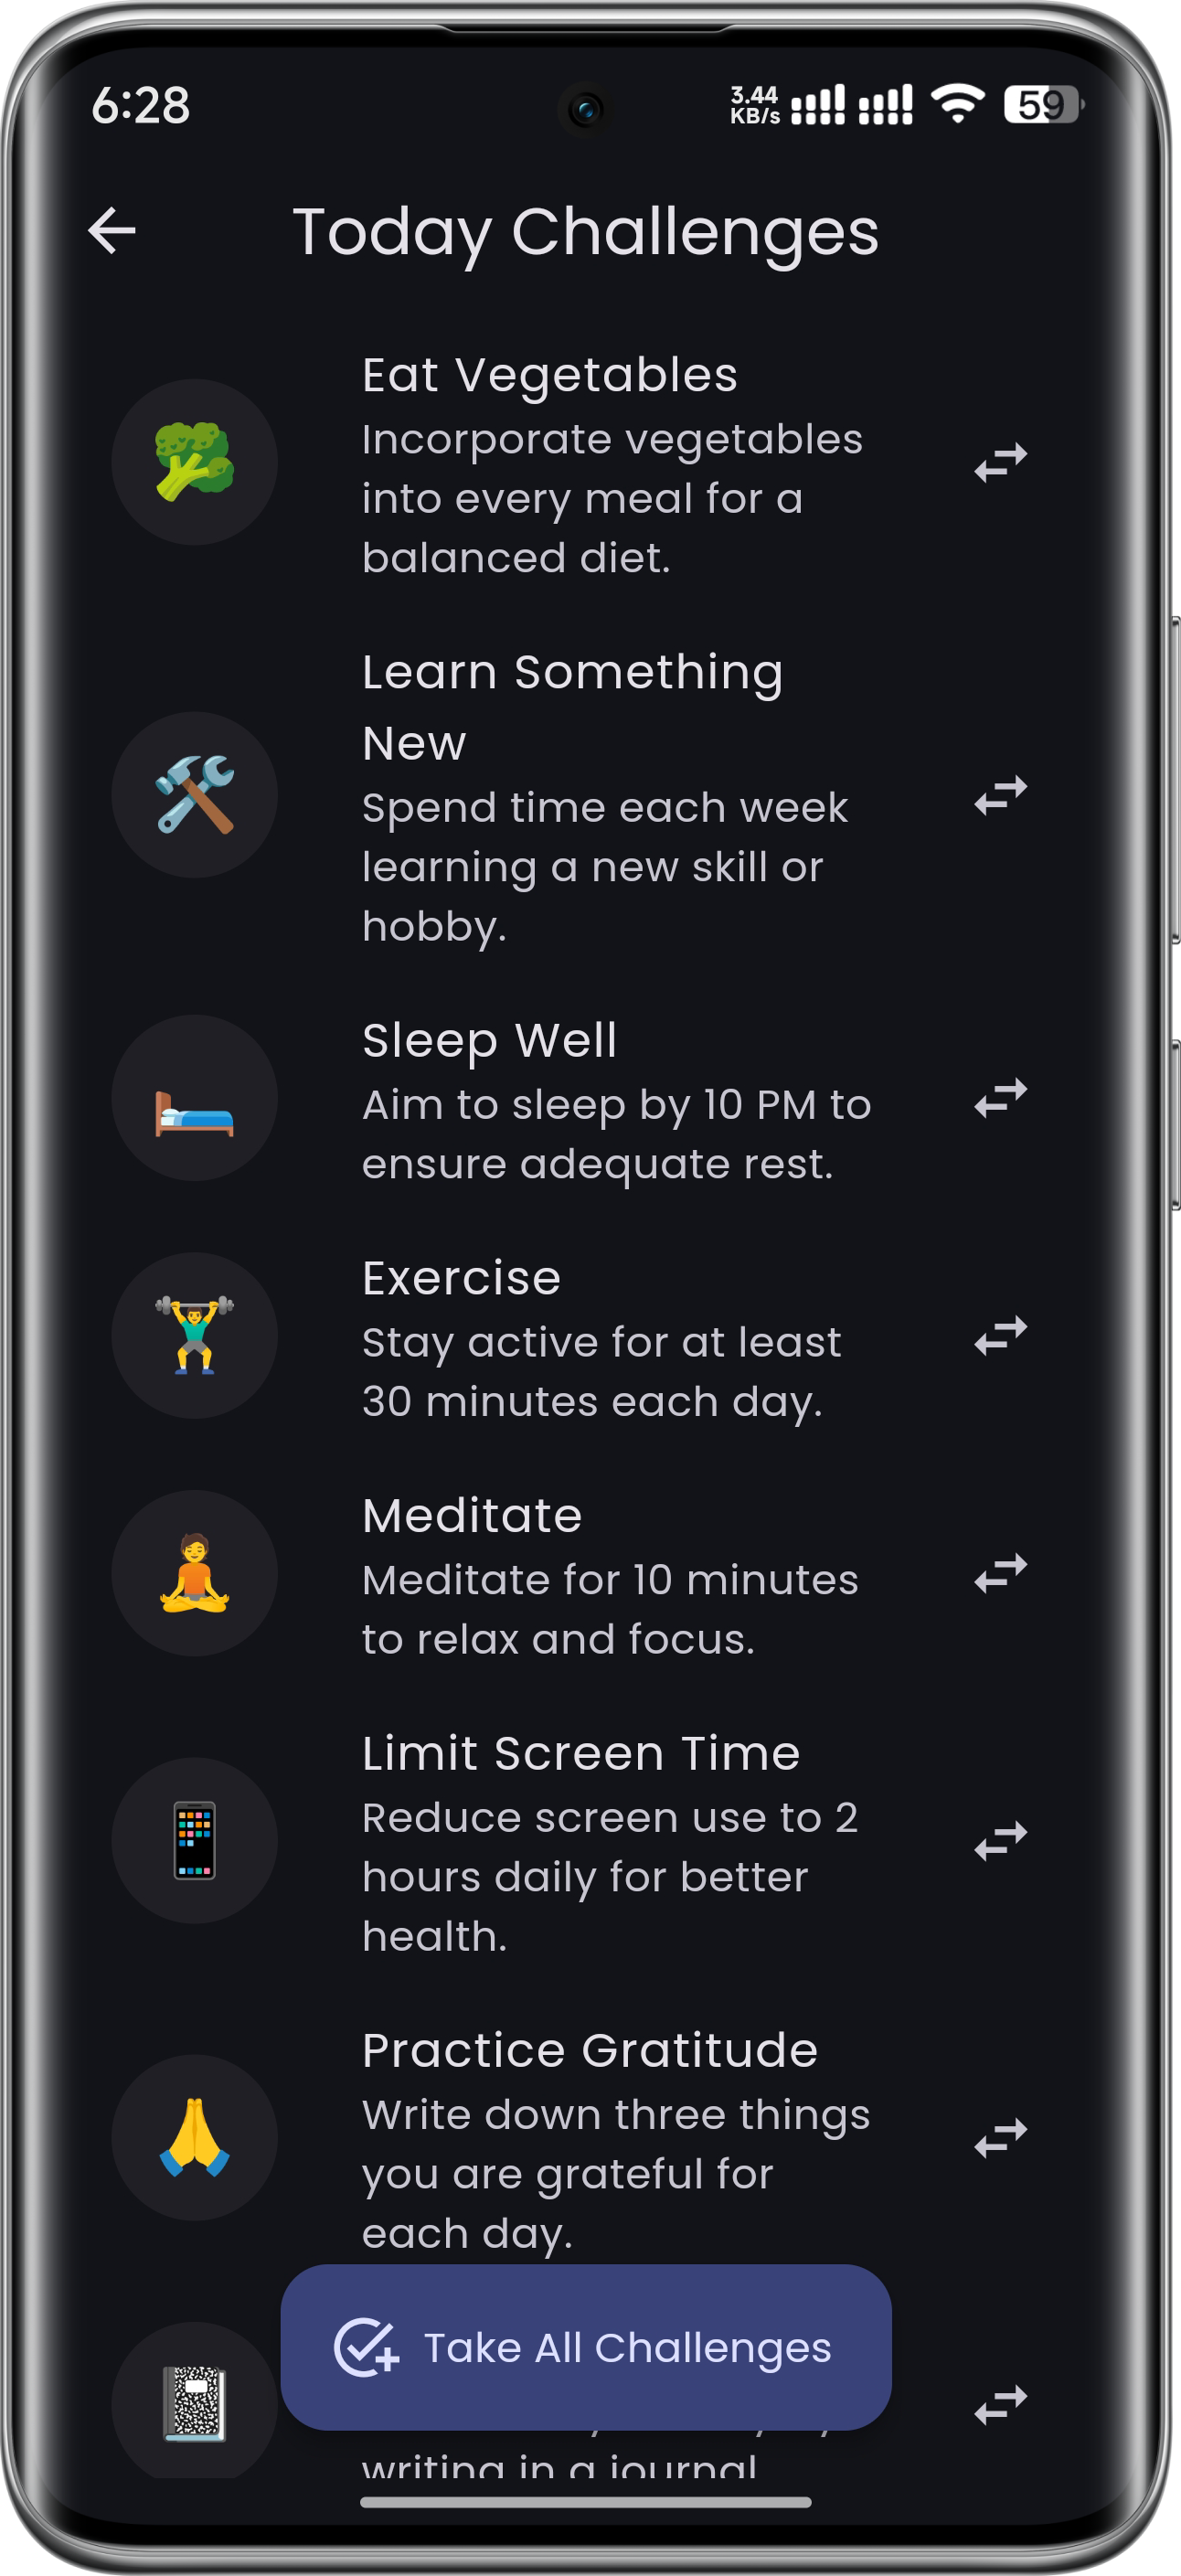 6:28
3.44
KB/s
59
Today Challenges
Eat Vegetables
Incorporate vegetables
into every meal for a
balanced diet.
Learn Something
New
Spend time each week
learning a new skill or
hobby.
Sleep Well
Aim to sleep by 10 PM to
ensure adequate rest.
Exercise
Stay active for at least
30 minutes each day.
Meditate
Meditate for 10 minutes
to relax and focus.
Limit Screen Time
Reduce screen use to 2
hours daily for better
health.
Practice Gratitude
Write down three things
you are grateful for
each day.
Take All Challenges
writing in a journal